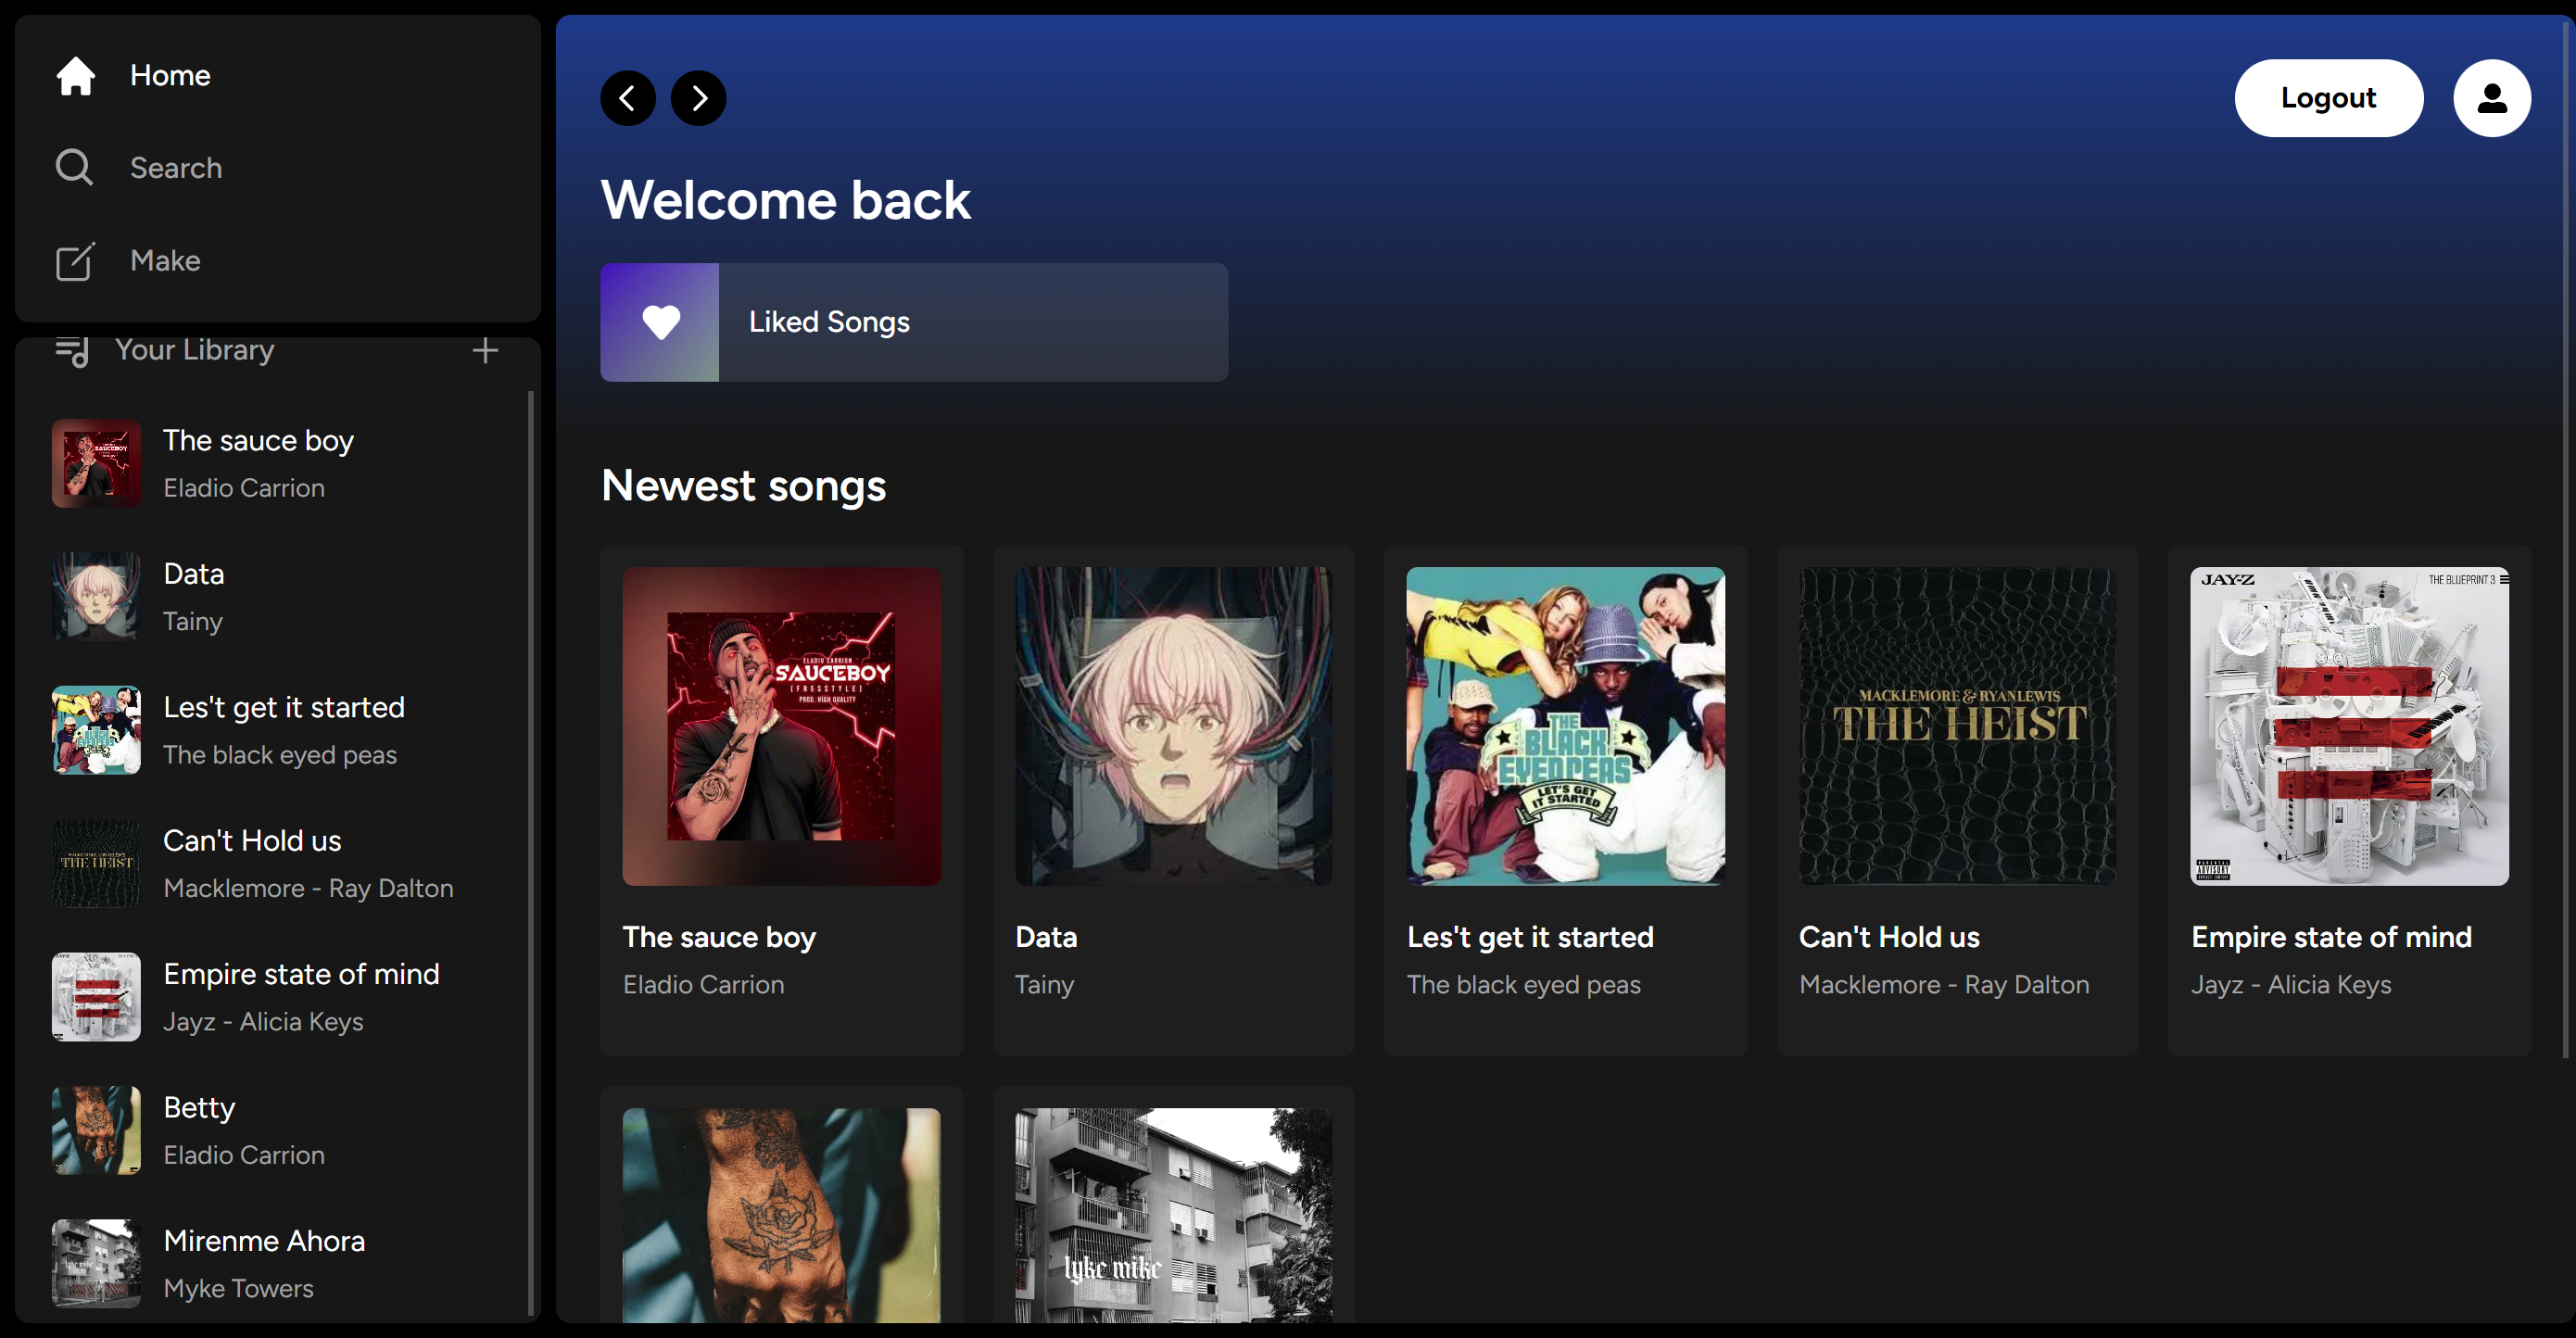 Home
Search
Make
Your Library
The sauce boy
Eladio Carrion
Data
Tainy
Les't get it started
The black eyed peas
Can't Hold us
Macklemore - Ray Dalton
Empire state of mind
Jayz - Alicia Keys
Betty
Eladio Carrion
Mirenme Ahora
Myke Towers
Logout
Welcome back
Liked Songs
Newest songs
ELADIO CARRION
SAUCEBOY
[FRESSTYLE]
PROD. HIGH QUALITY
The sauce boy
Eladio Carrion
Data
Tainy
THE
BLACK
EYED PEAS
LET'S GET
IT STARTED
Les't get it started
The black eyed peas
MACKLEMORE & RYAN LEWIS
THE HEIST
Can't Hold us
Macklemore - Ray Dalton
JAY-Z
THE BLUEPRINT 3
PARENTAL
ADVISORY
Empire state of mind
Jayz - Alicia Keys
lyke mike